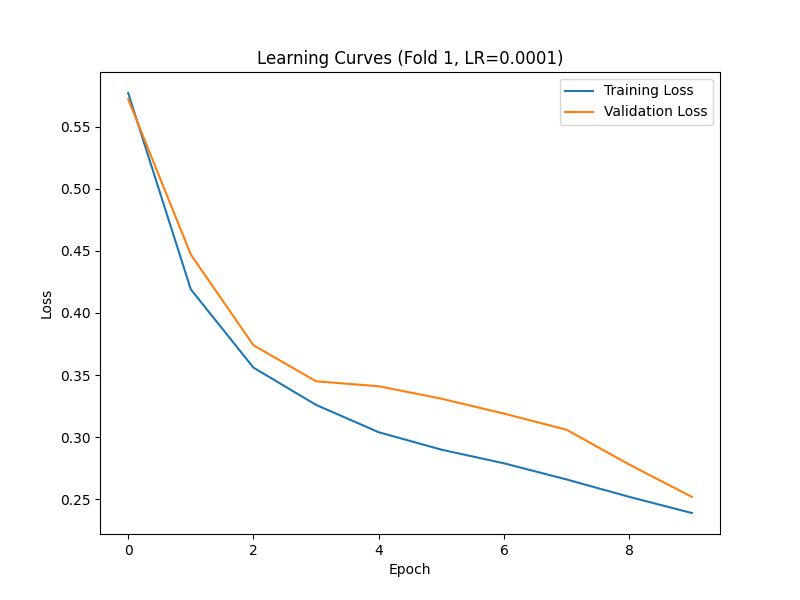 Learning Curves (Fold 1, LR=0.0001)
Training Loss
Validation Loss
0.55
0.50
0.45
0.40
0.35
0.30
0.25
Loss
0 2 4 6 8
Epoch